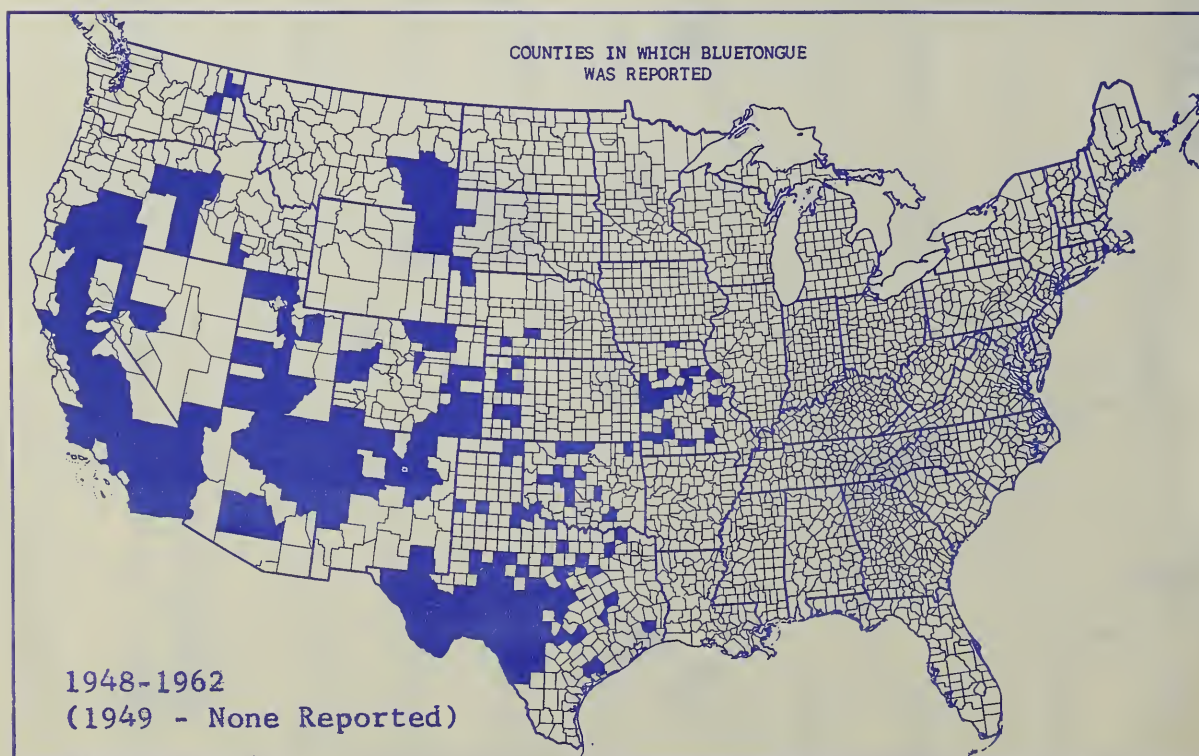 COUNTIES IN WHICH BLUETONGUE
WAS REPORTED
1948-1962
(1949 - None Reported)